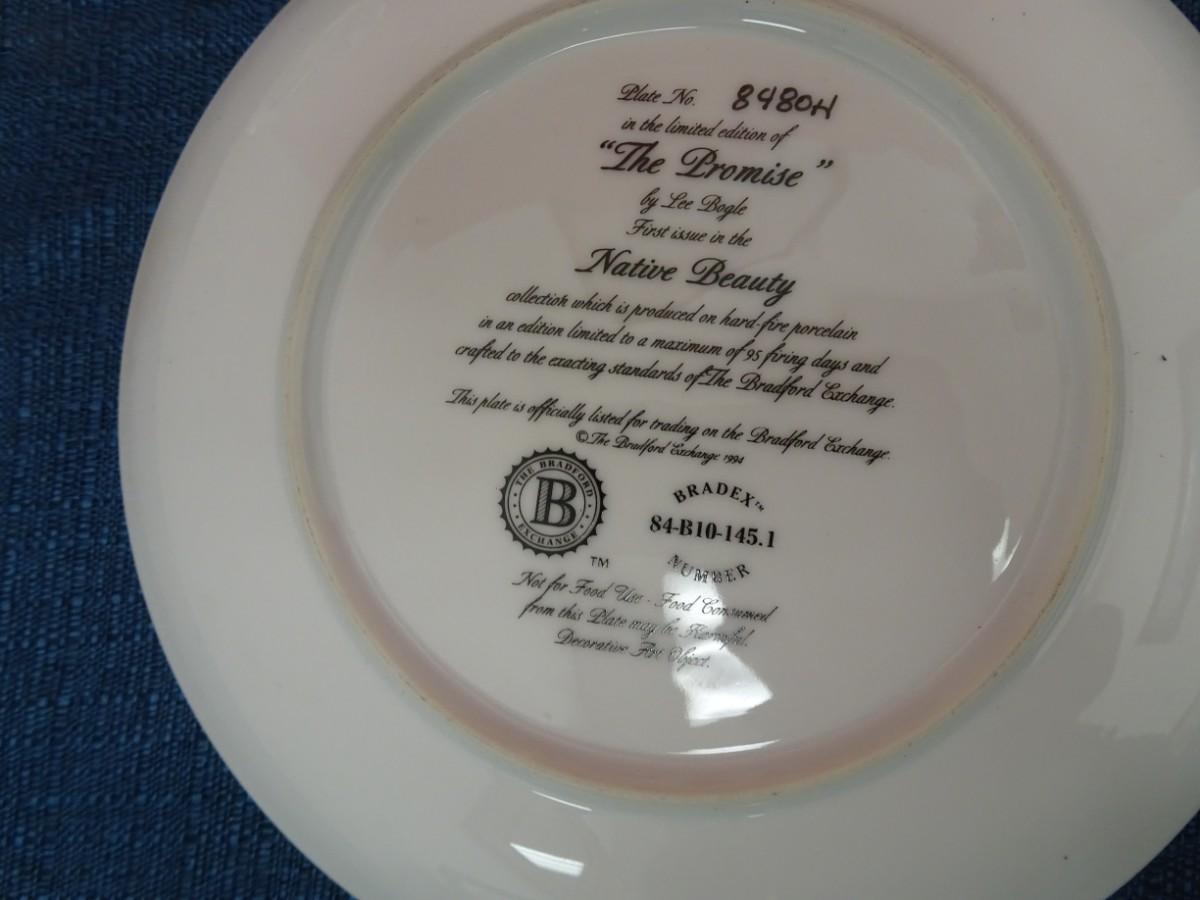 Plate No. 8480H
in the limited edition of
"The Promise"
by Lee Bogle
First issue in the
Native Beauty
collection which is produced on hard-fire porcelain
in an edition limited to a maximum of 95 firing days and
crafted to the exacting standards of The Bradford Exchange.
This plate is officially listed for trading on the Bradford Exchange.
©The Bradford Exchange 1994
THE BRADFORD
B
EXCHANGE
TM
BRADEX™
84-B10-145.1
NUMBER
Not for Food Use - Food Consumed
from this Plate may be Harmful.
Decorative Art Object.